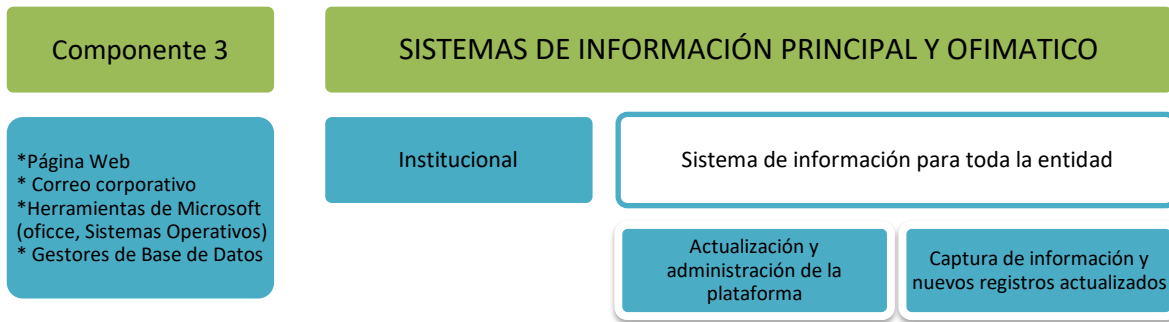 Componente 3
SISTEMAS DE INFORMACIÓN PRINCIPAL Y OFIMATICO
*Página Web
* Correo corporativo
*Herramientas de Microsoft
(oficce, Sistemas Operativos)
* Gestores de Base de Datos
Institucional
Sistema de información para toda la entidad
Actualización y
administración de la
plataforma
Captura de información y
nuevos registros actualizados